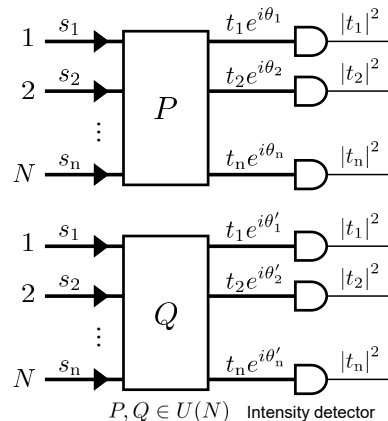 1 s₁ t₁e^{iθ₁} |t₁|²
2 s₂ P t₂e^{iθ₂} |t₂|²
⋮
N sₙ tₙe^{iθₙ} |tₙ|²
1 s₁ t₁e^{iθ′₁} |t₁|²
2 s₂ Q t₂e^{iθ′₂} |t₂|²
⋮
N sₙ tₙe^{iθ′ₙ} |tₙ|²
P, Q ∈ U(N) Intensity detector